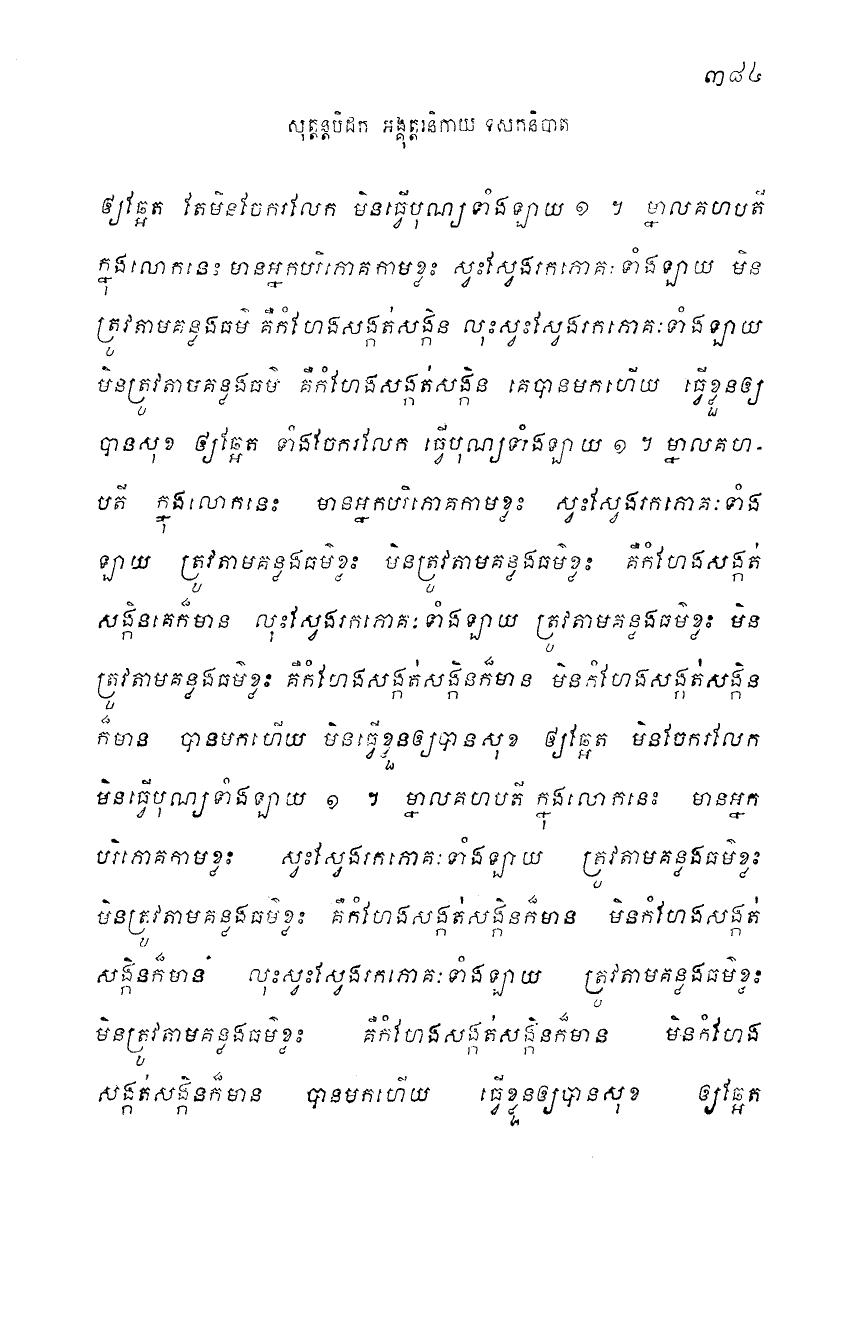 ៣៨៤
សុត្តន្តបិដក អង្គុត្តរនិកាយ ទសកនិបាត
ឲ្យឆ្អែត តែមិនចែករលែក មិនធ្វើបុណ្យទាំងឡាយ ១ ។ ម្នាលគហបតី
ក្នុងលោកនេះ មានអ្នកបរិភោគកាមខ្លះ ស្វះស្វែងរកភោគៈទាំងឡាយ មិន
ត្រូវតាមគន្លងធម៌ គឺកំហែងសង្កត់សង្កិន លុះស្វះស្វែងរកភោគៈទាំងឡាយ
មិនត្រូវតាមគន្លងធម៌ គឺកំហែងសង្កត់សង្កិន គេបានមកហើយ ធ្វើខ្លួនឲ្យ
បានសុខ ឲ្យឆ្អែត ទាំងចែករលែក ធ្វើបុណ្យទាំងឡាយ ១ ។ ម្នាលគហ-
បតី ក្នុងលោកនេះ មានអ្នកបរិភោគកាមខ្លះ ស្វះស្វែងរកភោគៈទាំង
ឡាយ ត្រូវតាមគន្លងធម៌ខ្លះ មិនត្រូវតាមគន្លងធម៌ខ្លះ គឺកំហែងសង្កត់
សង្កិនគេក៏មាន លុះស្វែងរកភោគៈទាំងឡាយ ត្រូវតាមគន្លងធម៌ខ្លះ មិន
ត្រូវតាមគន្លងធម៌ខ្លះ គឺកំហែងសង្កត់សង្កិនក៏មាន មិនកំហែងសង្កត់សង្កិន
ក៏មាន បានមកហើយ មិនធ្វើខ្លួនឲ្យបានសុខ ឲ្យឆ្អែត មិនចែករលែក
មិនធ្វើបុណ្យទាំងឡាយ ១ ។ ម្នាលគហបតី ក្នុងលោកនេះ មានអ្នក
បរិភោគកាមខ្លះ ស្វះស្វែងរកភោគៈទាំងឡាយ ត្រូវតាមគន្លងធម៌ខ្លះ
មិនត្រូវតាមគន្លងធម៌ខ្លះ គឺកំហែងសង្កត់សង្កិនក៏មាន មិនកំហែងសង្កត់
សង្កិនក៏មាន លុះស្វះស្វែងរកភោគៈទាំងឡាយ ត្រូវតាមគន្លងធម៌ខ្លះ
មិនត្រូវតាមគន្លងធម៌ខ្លះ គឺកំហែងសង្កត់សង្កិនក៏មាន មិនកំហែង
សង្កត់សង្កិនក៏មាន បានមកហើយ ធ្វើខ្លួនឲ្យបានសុខ ឲ្យឆ្អែត